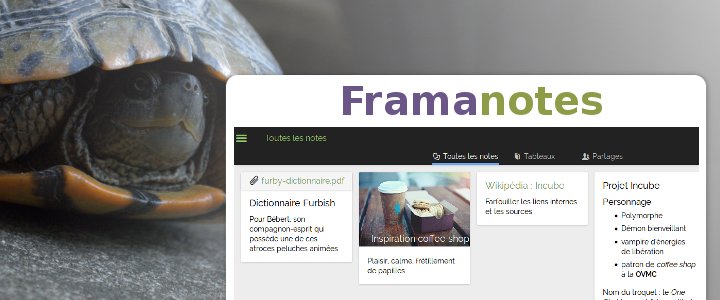 Framanotes
Toutes les notes
Toutes les notes
Tableaux
Partages
furby-dictionnaire.pdf
Dictionnaire Furbish
Pour Bébert, son
compagnon-esprit qui
possède une de ces
atroces peluches animées
Inspiration coffee shop
Plaisir, calme, frétillement
de papilles
Wikipédia : Incube
Farfouiller les liens internes
et les sources
Projet Incube
Personnage
Polymorphe
Démon bienveillant
vampire d'énergies
de libération
patron de coffee shop
à la OVMC
Nom du troquet : le One